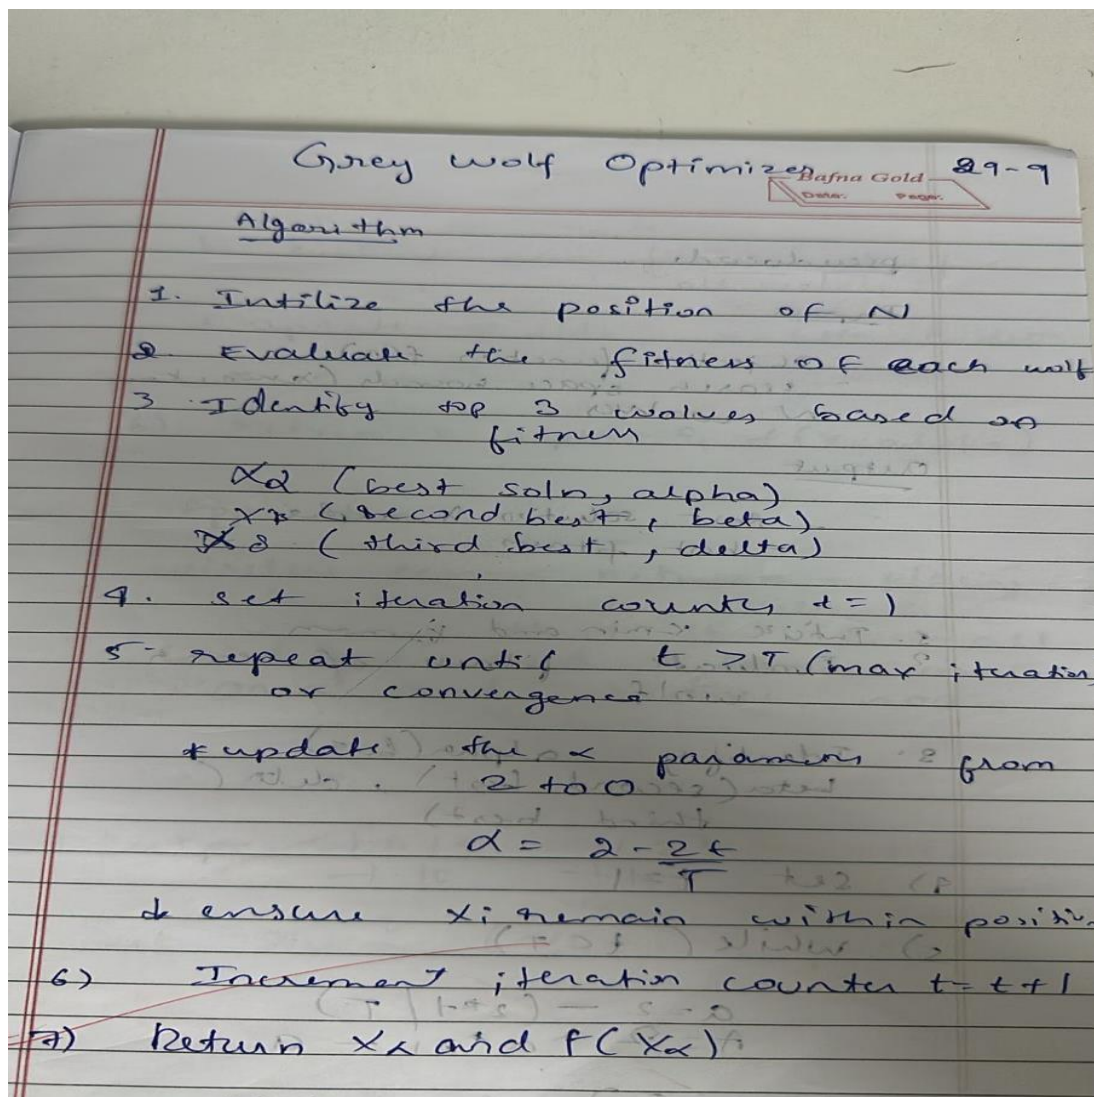 Grey Wolf Optimizer 29-9
Bafna Gold
Date: Page:
Algorithm
1. Intilize the position of N
2. Evaluate the fitness of each wolf
3 Identify top 3 wolves based on
fitness
Xα (best soln, alpha)
(second best, beta)
Xδ (third best, delta)
4. set iteration counter t = 1
5- repeat until t > T (max iteration
or convergence
* update the α parameters from
2 to 0
α = 2 - 2t/T
* ensure Xi remain within
6) Increment iteration counter t = t + 1
7) Return Xα and f(Xα)